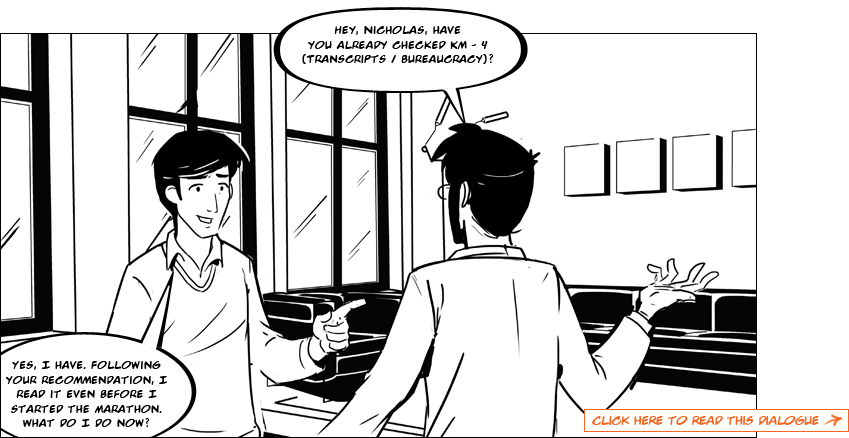 HEY, NICHOLAS, HAVE
YOU ALREADY CHECKED KM - 4
(TRANSCRIPTS / BUREAUCRACY)?
YES, I HAVE. FOLLOWING
YOUR RECOMMENDATION, I
READ IT EVEN BEFORE I
STARTED THE MARATHON.
WHAT DO I DO NOW?
CLICK HERE TO READ THIS DIALOGUE